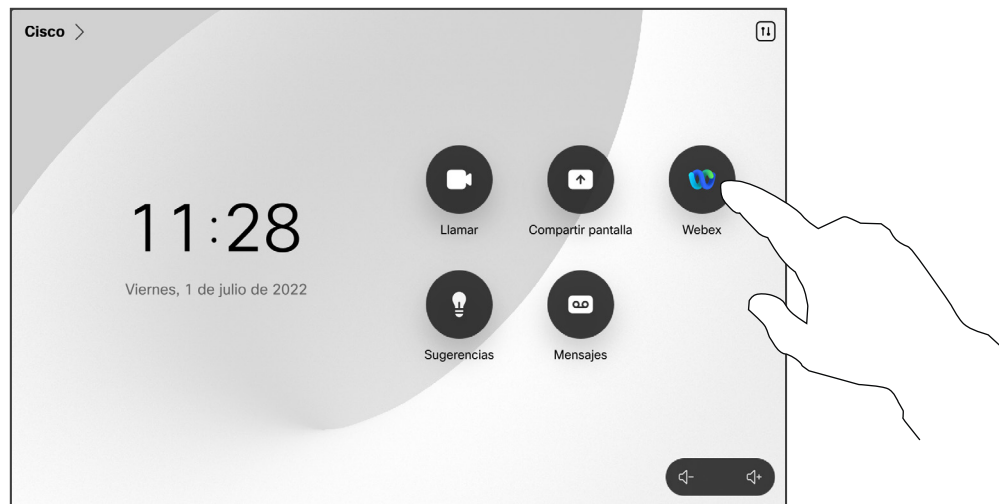 Cisco
11:28
Viernes, 1 de julio de 2022
Llamar
Compartir pantalla
Webex
Sugerencias
Mensajes